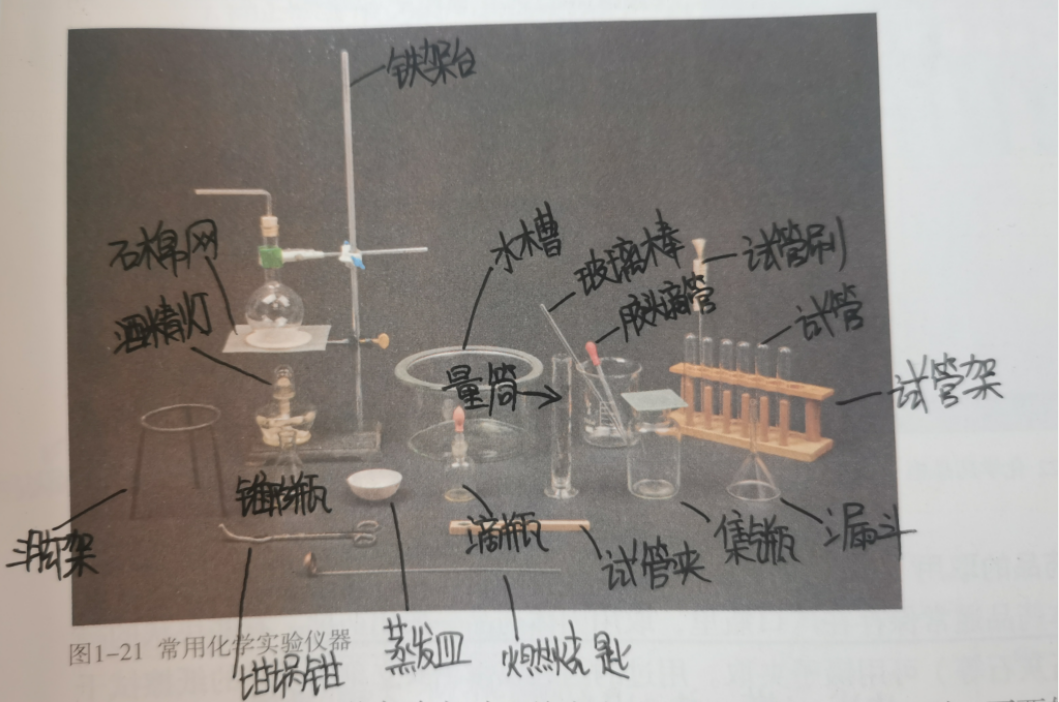 铁架台
石棉网
水槽
玻璃棒
试管刷
酒精灯
胶头滴管
试管
量筒
试管架
锥形瓶
滴瓶
试管夹
集气瓶
漏斗
图1-21 常用化学实验仪器
坩埚钳
蒸发皿
燃烧匙